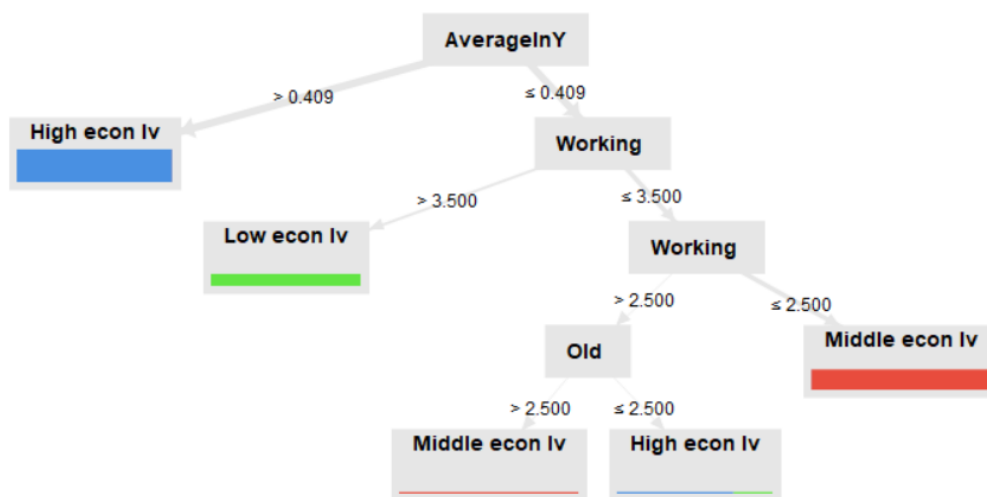 AverageInY
> 0.409
≤ 0.409
High econ lv
Working
> 3.500
≤ 3.500
Low econ lv
Working
> 2.500
≤ 2.500
Old
Middle econ lv
> 2.500
≤ 2.500
Middle econ lv
High econ lv